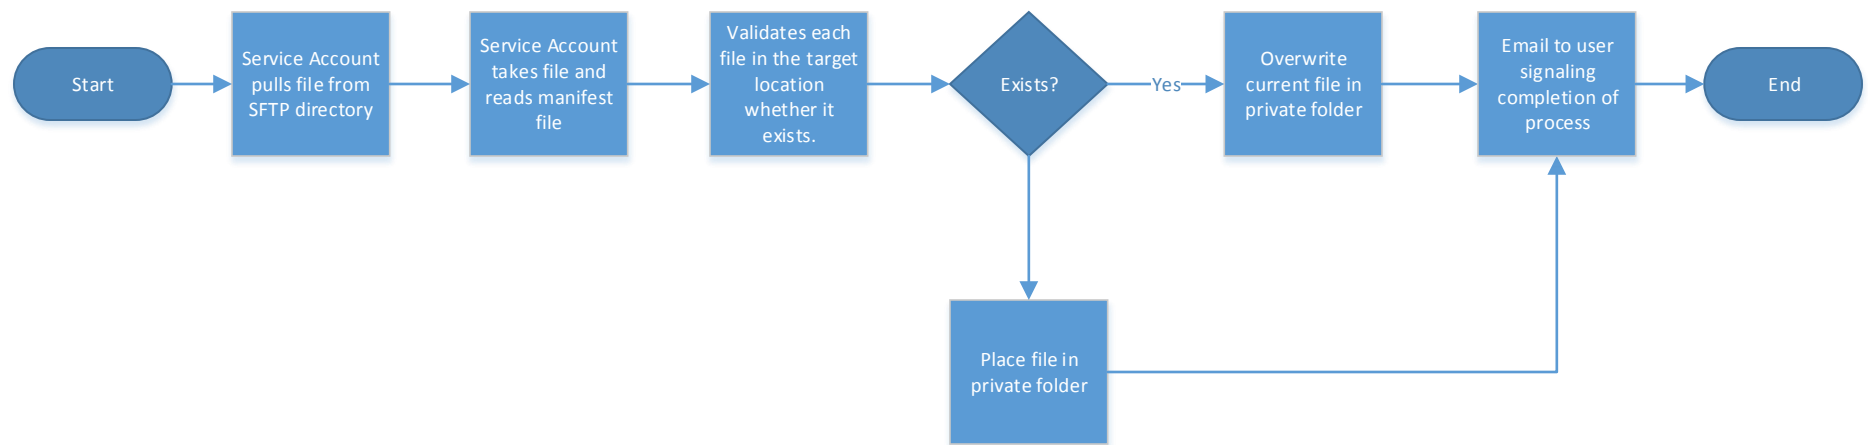 Start
Service Account
pulls file from
SFTP directory
Service Account
takes file and
reads manifest
file
Validates each
file in the target
location
whether it
exists.
Exists?
Yes
Overwrite
current file in
private folder
Email to user
signaling
completion of
process
End
Place file in
private folder